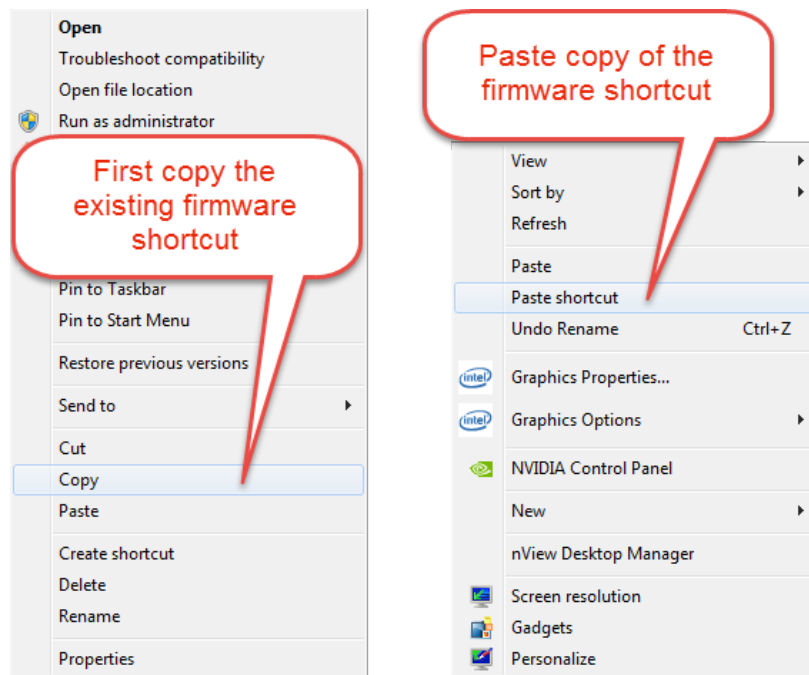 Open
Troubleshoot compatibility
Open file location
Run as administrator
First copy the
existing firmware
shortcut
Pin to Taskbar
Pin to Start Menu
Restore previous versions
Send to
Cut
Copy
Paste
Create shortcut
Delete
Rename
Properties
Paste copy of the
firmware shortcut
View
Sort by
Refresh
Paste
Paste shortcut
Undo Rename Ctrl+Z
intel Graphics Properties...
intel Graphics Options
NVIDIA Control Panel
New
nView Desktop Manager
Screen resolution
Gadgets
Personalize